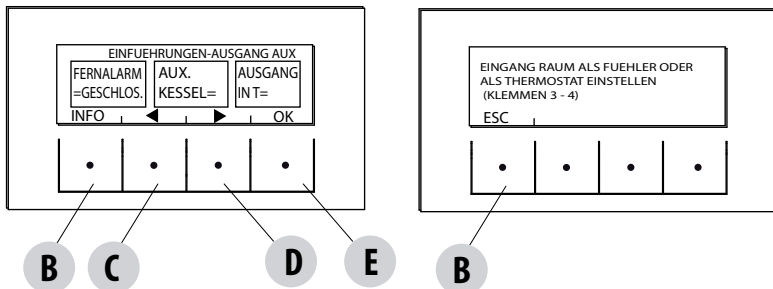 EINFUEHRUNGEN-AUSGANG AUX
FERNALARM
=GESCHLOS.
AUX.
KESSEL=
AUSGANG
IN T=
INFO
OK
B
C
D
E
EINGANG RAUM ALS FUEHLER ODER
ALS THERMOSTAT EINSTELLEN
(KLEMMEN 3 - 4)
ESC
B